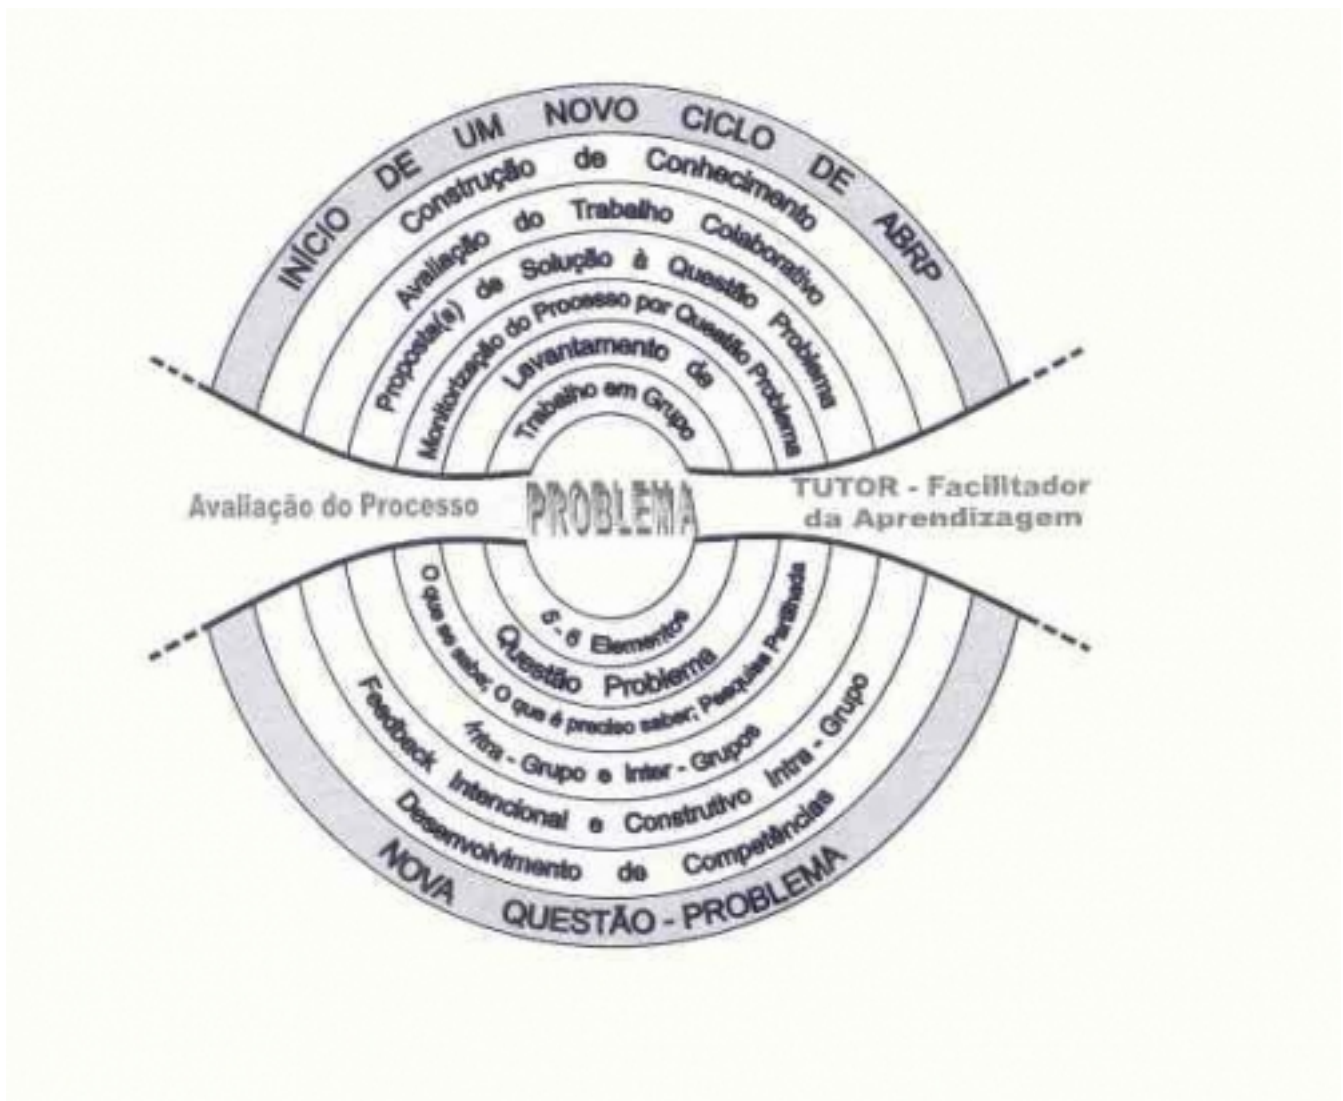 INÍCIO DE UM NOVO CICLO DE ABRP
Construção de Conhecimento
Avaliação do Trabalho Colaborativo
Proposta(s) de Solução à Questão Problema
Monitorização do Processo por Questão Problema
Levantamento de
Trabalho em Grupo
Avaliação do Processo
PROBLEMA
TUTOR - Facilitador
da Aprendizagem
5 - 6 Elementos
Questão Problema
O que se sabe; O que é preciso saber; Pesquisa Partilhada
Intra - Grupo e Inter - Grupos
Feedback Intencional e Construtivo Intra - Grupo
Desenvolvimento de Competências
NOVA QUESTÃO - PROBLEMA